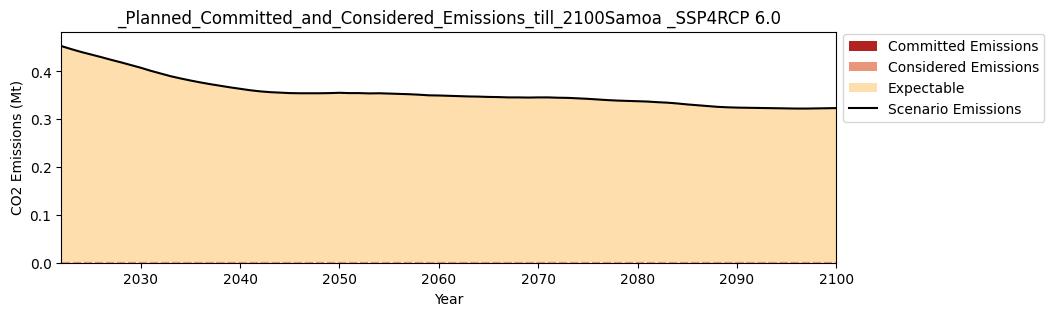 _Planned_Committed_and_Considered_Emissions_till_2100Samoa _SSP4RCP 6.0
Committed Emissions
Considered Emissions
Expectable
Scenario Emissions
CO2 Emissions (Mt)
0.4
0.3
0.2
0.1
0.0
2030 2040 2050 2060 2070 2080 2090 2100
Year